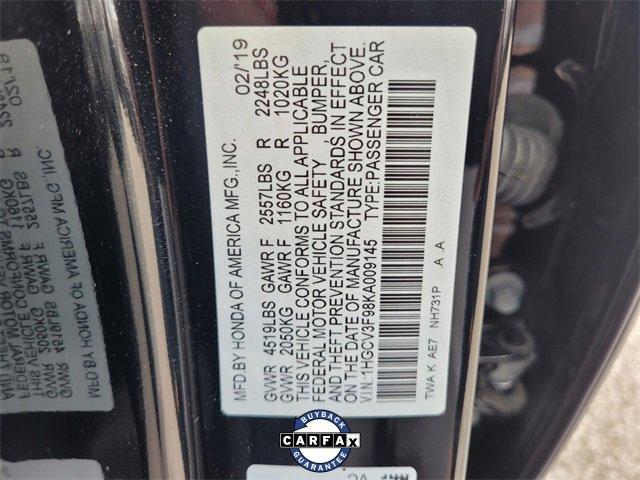 MFD.BY HONDA OF AMERICA MFG.,INC. 02/19
GVWR 4519LBS GAWR F 2557LBS R 2248LBS
GVWR 2050KG GAWR F 1160KG R 1020KG
THIS VEHICLE CONFORMS TO ALL APPLICABLE
FEDERAL MOTOR VEHICLE SAFETY , BUMPER,
AND THEFT PREVENTION STANDARDS IN EFFECT
ON THE DATE OF MANUFACTURE SHOWN ABOVE.
V.I.N.:1HGCV3F98KA009145 TYPE:PASSENGER CAR
TWA K AE7 NH731P A A
BUYBACK
CARFAX
GUARANTEE